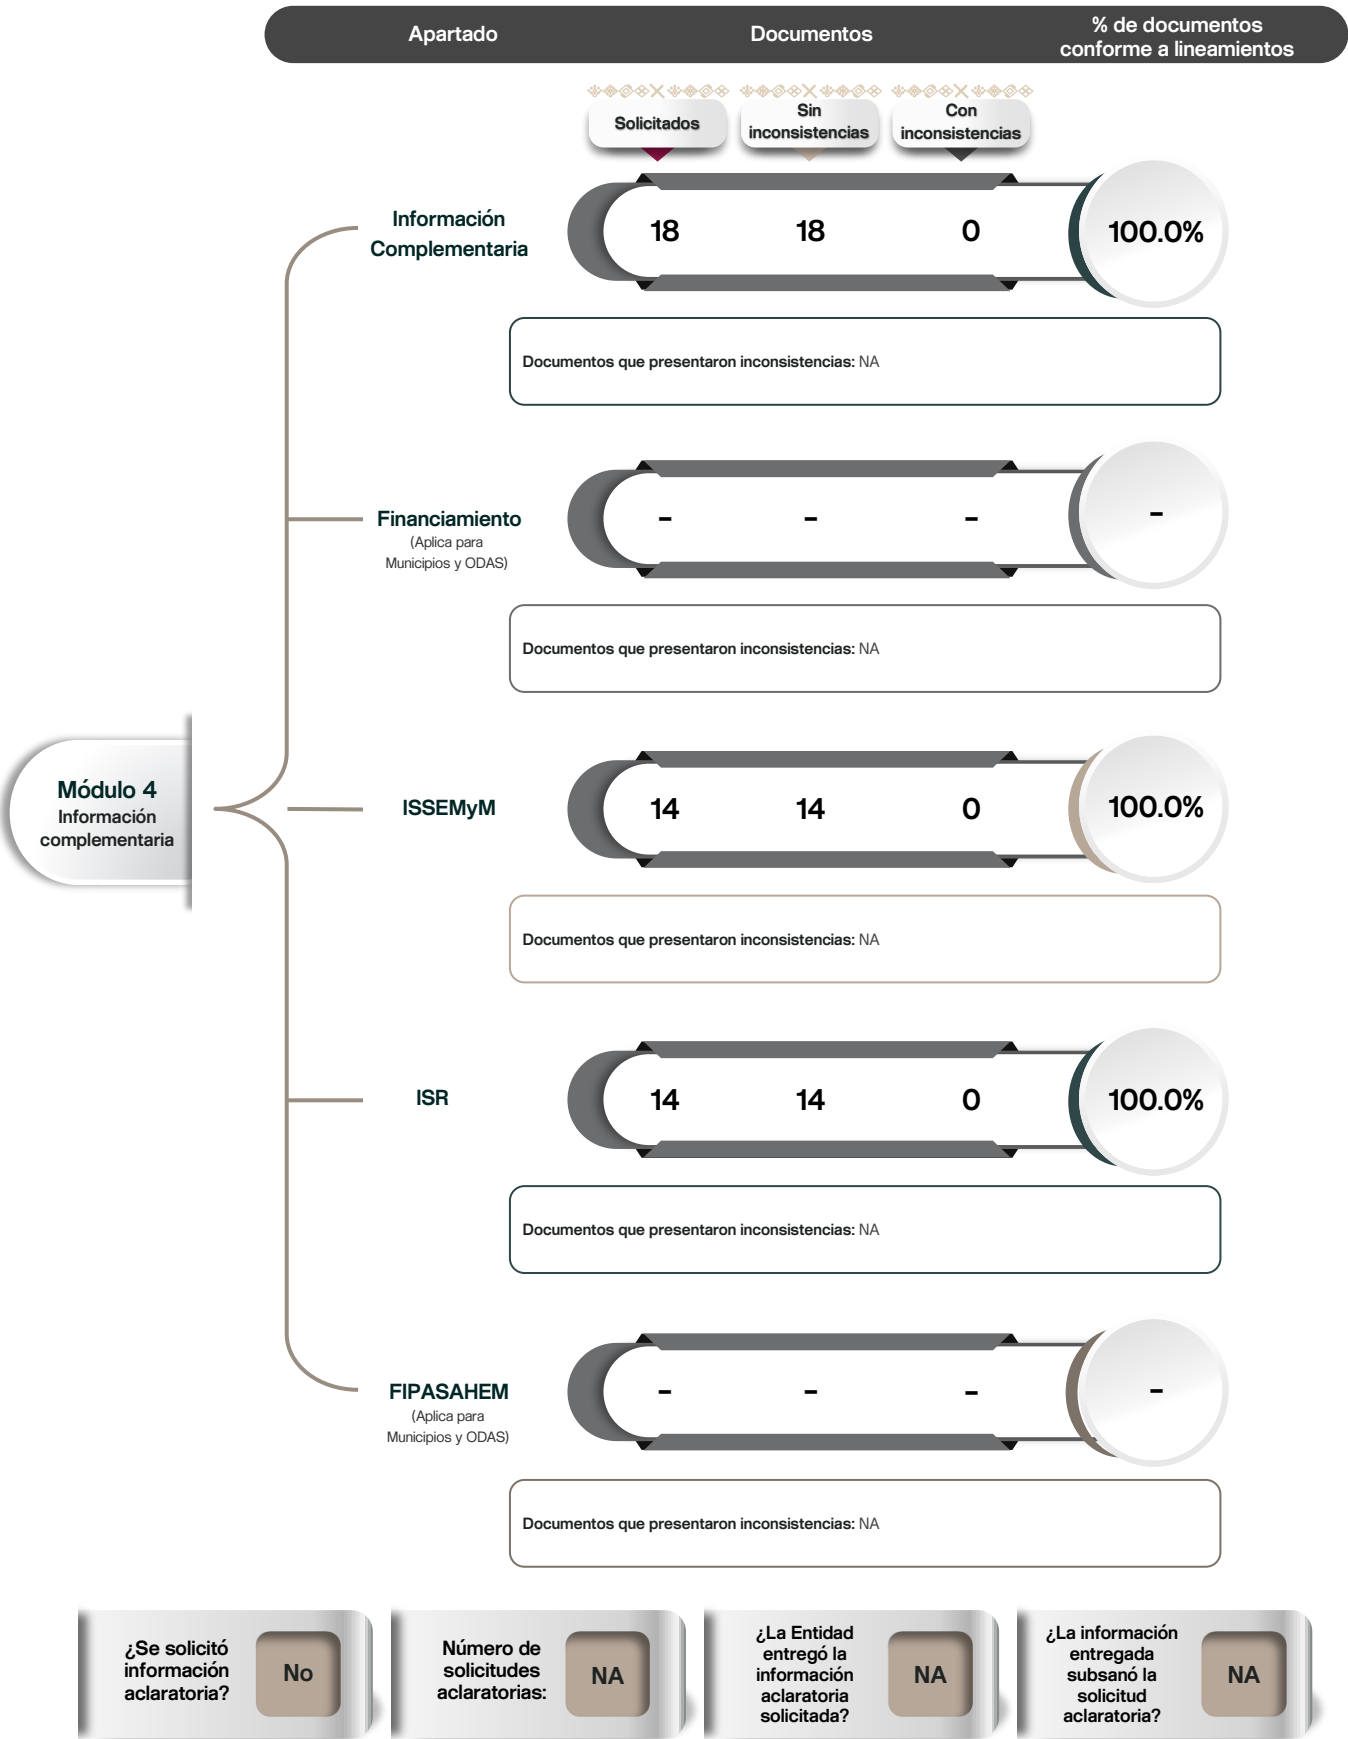 Apartado
Documentos
% de documentos
conforme a lineamientos
Solicitados
Sin
inconsistencias
Con
inconsistencias
Información
Complementaria
18
18
0
100.0%
Documentos que presentaron inconsistencias: NA
Financiamiento
(Aplica para
Municipios y ODAS)
-
-
-
-
Documentos que presentaron inconsistencias: NA
Módulo 4
Información
complementaria
ISSEMyM
14
14
0
100.0%
Documentos que presentaron inconsistencias: NA
ISR
14
14
0
100.0%
Documentos que presentaron inconsistencias: NA
FIPASAHEM
(Aplica para
Municipios y ODAS)
-
-
-
-
Documentos que presentaron inconsistencias: NA
¿Se solicitó
información
aclaratoria?
No
Número de
solicitudes
aclaratorias:
NA
¿La Entidad
entregó la
información
aclaratoria
solicitada?
NA
¿La información
entregada
subsanó la
solicitud
aclaratoria?
NA